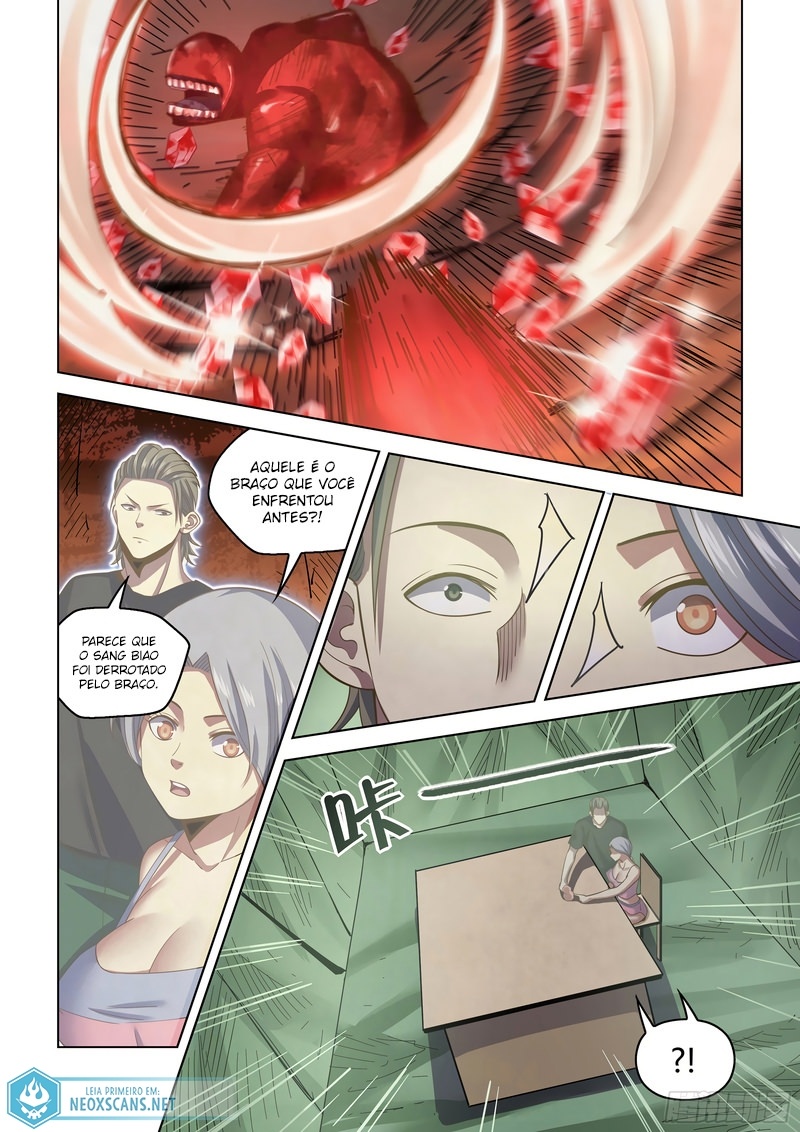 AQUELE É O
BRAÇO QUE VOCÊ
ENFRENTOU
ANTES?!
PARECE QUE
O SANG BIAO
FOI DERROTADO
PELO BRAÇO.
咔
?!
LEIA PRIMEIRO EM:
NEOXSCANS.NET